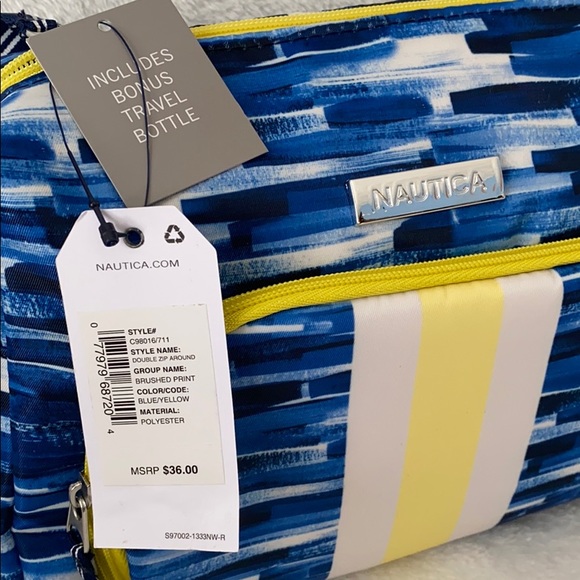 INCLUDES
BONUS
TRAVEL
BOTTLE
NAUTICA
NAUTICA.COM
STYLE#
C98016/711
STYLE NAME:
DOUBLE ZIP AROUND
GROUP NAME:
BRUSHED PRINT
COLOR/CODE:
BLUE/YELLOW
MATERIAL:
POLYESTER
0 77979 68720 4
MSRP $36.00
S97002-1333NW-R